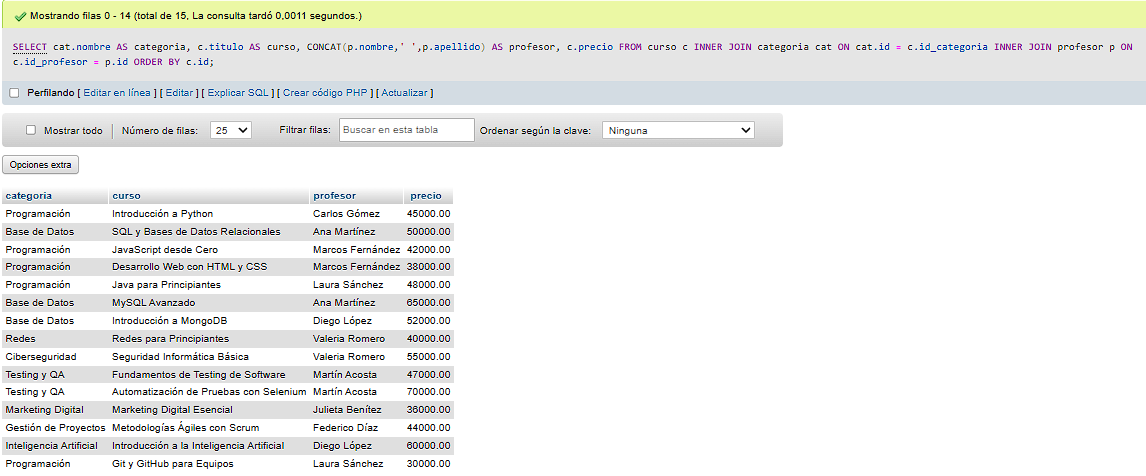 Mostrando filas 0 - 14 (total de 15, La consulta tardó 0,0011 segundos.)
SELECT cat.nombre AS categoria, c.titulo AS curso, CONCAT(p.nombre,' ',p.apellido) AS profesor, c.precio FROM curso c INNER JOIN categoria cat ON cat.id = c.id_categoria INNER JOIN profesor p ON
c.id_profesor = p.id ORDER BY c.id;
Perfilando [ Editar en línea ] [ Editar ] [ Explicar SQL ] [ Crear código PHP ] [ Actualizar ]
Mostrar todo Número de filas: 25 Filtrar filas: Buscar en esta tabla Ordenar según la clave: Ninguna
Opciones extra
categoria curso profesor precio
Programación Introducción a Python Carlos Gómez 45000.00
Base de Datos SQL y Bases de Datos Relacionales Ana Martínez 50000.00
Programación JavaScript desde Cero Marcos Fernández 42000.00
Programación Desarrollo Web con HTML y CSS Marcos Fernández 38000.00
Programación Java para Principiantes Laura Sánchez 48000.00
Base de Datos MySQL Avanzado Ana Martínez 65000.00
Base de Datos Introducción a MongoDB Diego López 52000.00
Redes Redes para Principiantes Valeria Romero 40000.00
Ciberseguridad Seguridad Informática Básica Valeria Romero 55000.00
Testing y QA Fundamentos de Testing de Software Martín Acosta 47000.00
Testing y QA Automatización de Pruebas con Selenium Martín Acosta 70000.00
Marketing Digital Marketing Digital Esencial Julieta Benítez 36000.00
Gestión de Proyectos Metodologías Ágiles con Scrum Federico Díaz 44000.00
Inteligencia Artificial Introducción a la Inteligencia Artificial Diego López 60000.00
Programación Git y GitHub para Equipos Laura Sánchez 30000.00